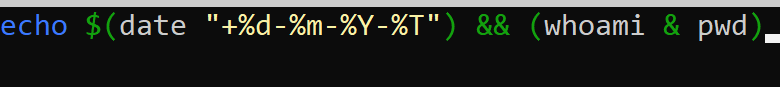 echo $(date "+%d-%m-%Y-%T") && (whoami & pwd)